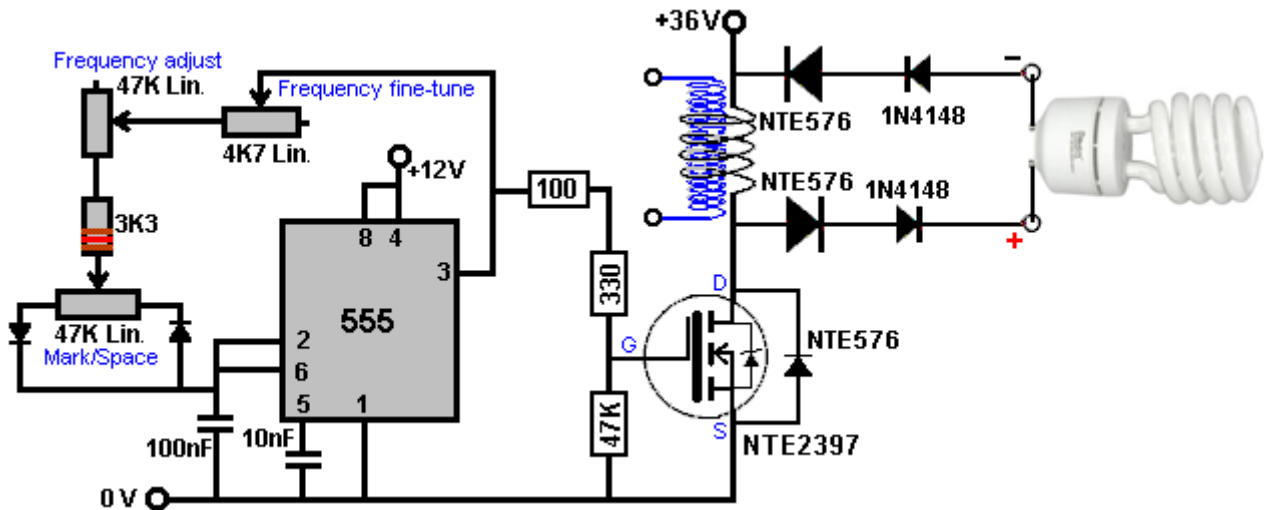 +36V
Frequency adjust
47K Lin.
Frequency fine-tune
4K7 Lin.
+12V
-
NTE576
1N4148
100
3K3
8
4
3
NTE576
1N4148
+
330
555
47K Lin.
Mark/Space
2
6
5
1
D
G
S
NTE576
100nF
10nF
47K
NTE2397
0 V